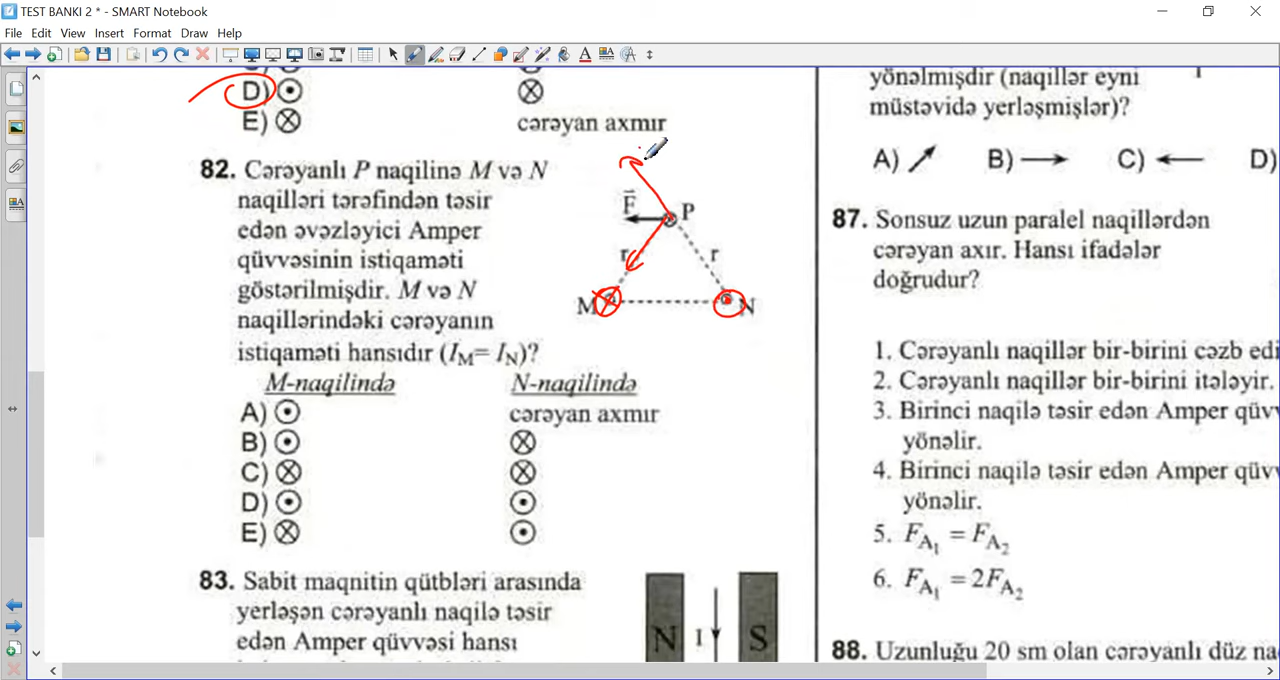 TEST BANKI 2 * - SMART Notebook
File Edit View Insert Format Draw Help
D)
E) cərəyan axmır
82. Cərəyanlı P naqilinə M və N
naqilləri tərəfindən təsir
edən əvəzləyici Amper
qüvvəsinin istiqaməti
göstərilmişdir. M və N
naqillərindəki cərəyanın
istiqaməti hansıdır (I_M= I_N)?
F P
r r
M N
M-naqilində N-naqilində
A) ⊙ cərəyan axmır
B) ⊙ ⊗
C) ⊗ ⊗
D) ⊙ ⊙
E) ⊗ ⊙
83. Sabit maqnitin qütbləri arasında
yerləşən cərəyanlı naqilə təsir
edən Amper qüvvəsi hansı
N I S
yönəlmişdir (naqillər eyni
müstəvidə yerləşmişlər)?
A) ↗ B) → C) ← D)
87. Sonsuz uzun paralel naqillərdən
cərəyan axır. Hansı ifadələr
doğrudur?
1. Cərəyanlı naqillər bir-birini cəzb edi
2. Cərəyanlı naqillər bir-birini itələyir.
3. Birinci naqilə təsir edən Amper qüv
yönəlir.
4. Birinci naqilə təsir edən Amper qüv
yönəlir.
5. F_A1 = F_A2
6. F_A1 = 2F_A2
88. Uzunluğu 20 sm olan cərəyanlı düz na